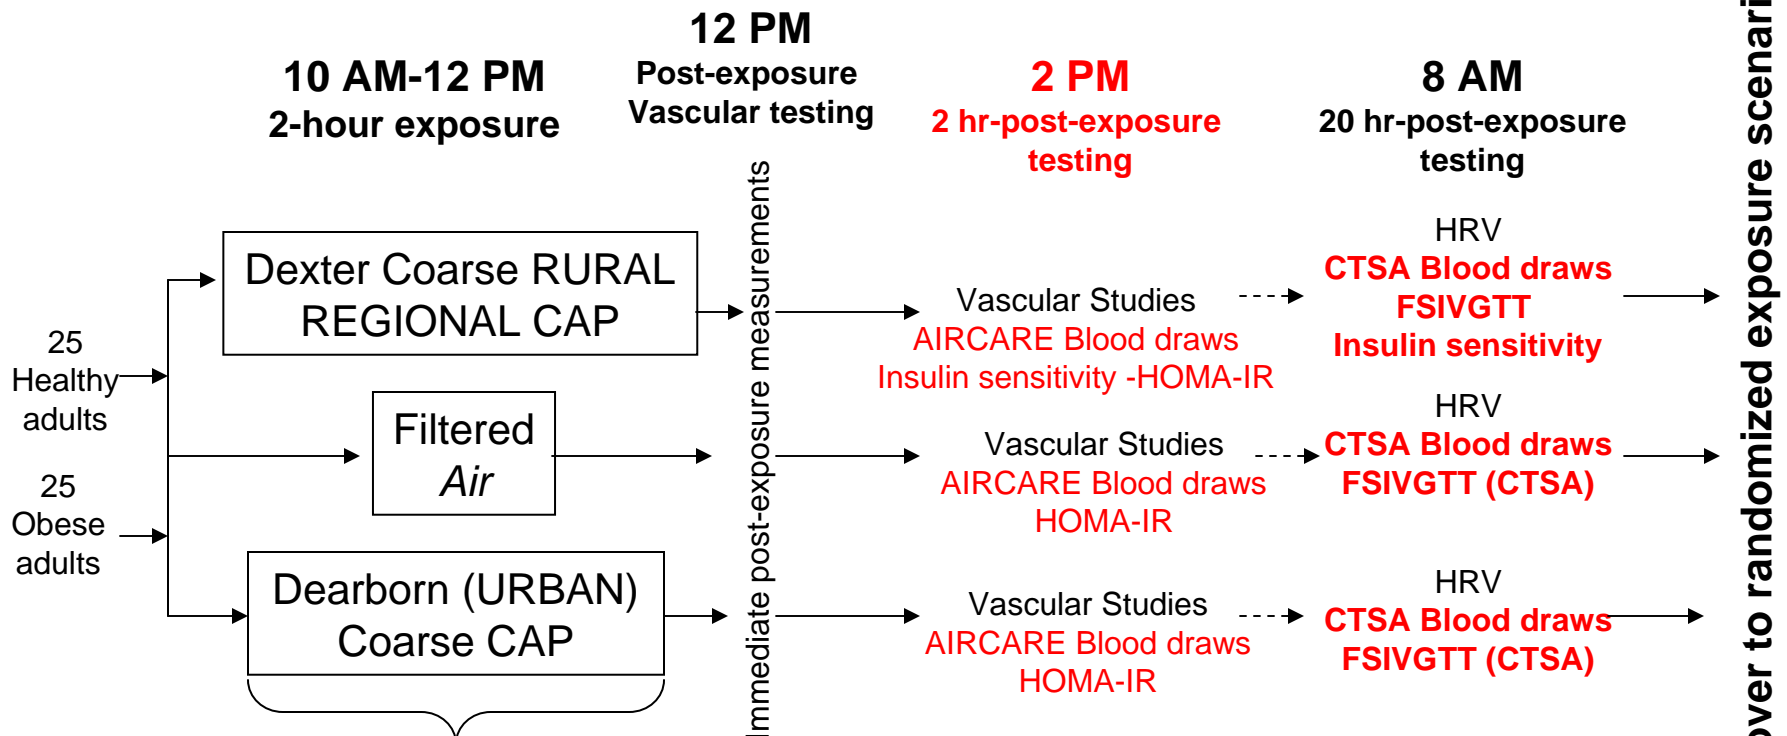 10 AM-12 PM
2-hour exposure
12 PM
Post-exposure
Vascular testing
2 PM
2 hr-post-exposure
testing
8 AM
20 hr-post-exposure
testing
25
Healthy
adults
25
Obese
adults
Dexter Coarse RURAL
REGIONAL CAP
Filtered
Air
Dearborn (URBAN)
Coarse CAP
Immediate post-exposure measurements
Vascular Studies
AIRCARE Blood draws
Insulin sensitivity -HOMA-IR
Vascular Studies
AIRCARE Blood draws
HOMA-IR
Vascular Studies
AIRCARE Blood draws
HOMA-IR
HRV
CTSA Blood draws
FSIVGTT
Insulin sensitivity
HRV
CTSA Blood draws
FSIVGTT (CTSA)
HRV
CTSA Blood draws
FSIVGTT (CTSA)
over to randomized exposure scenari